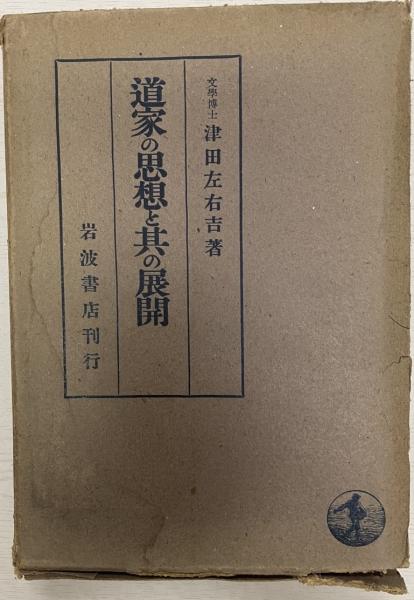 文學博士 津田左右吉著
道家の思想と其の展開
岩波書店刊行